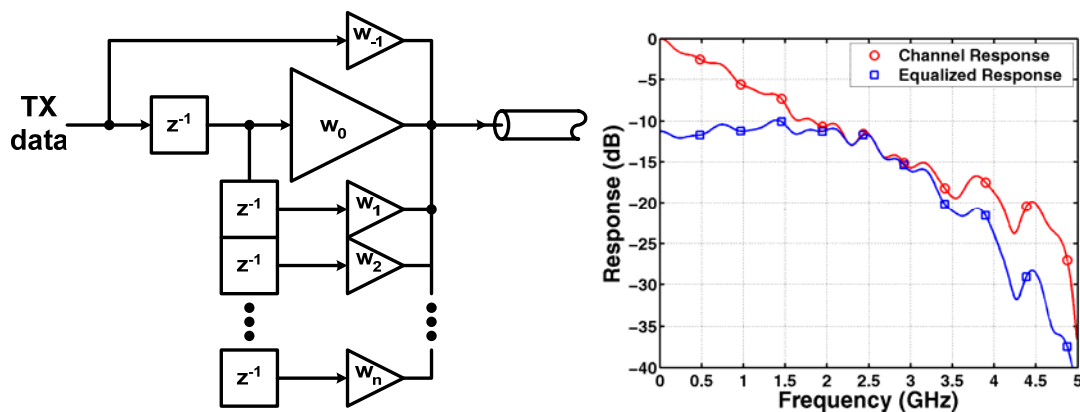 TX
data
z⁻¹
w₋₁
w₀
z⁻¹
w₁
z⁻¹
w₂
z⁻¹
wₙ
Channel Response
Equalized Response
Response (dB)
0
−5
−10
−15
−20
−25
−30
−35
−40
0 0.5 1 1.5 2 2.5 3 3.5 4 4.5 5
Frequency (GHz)